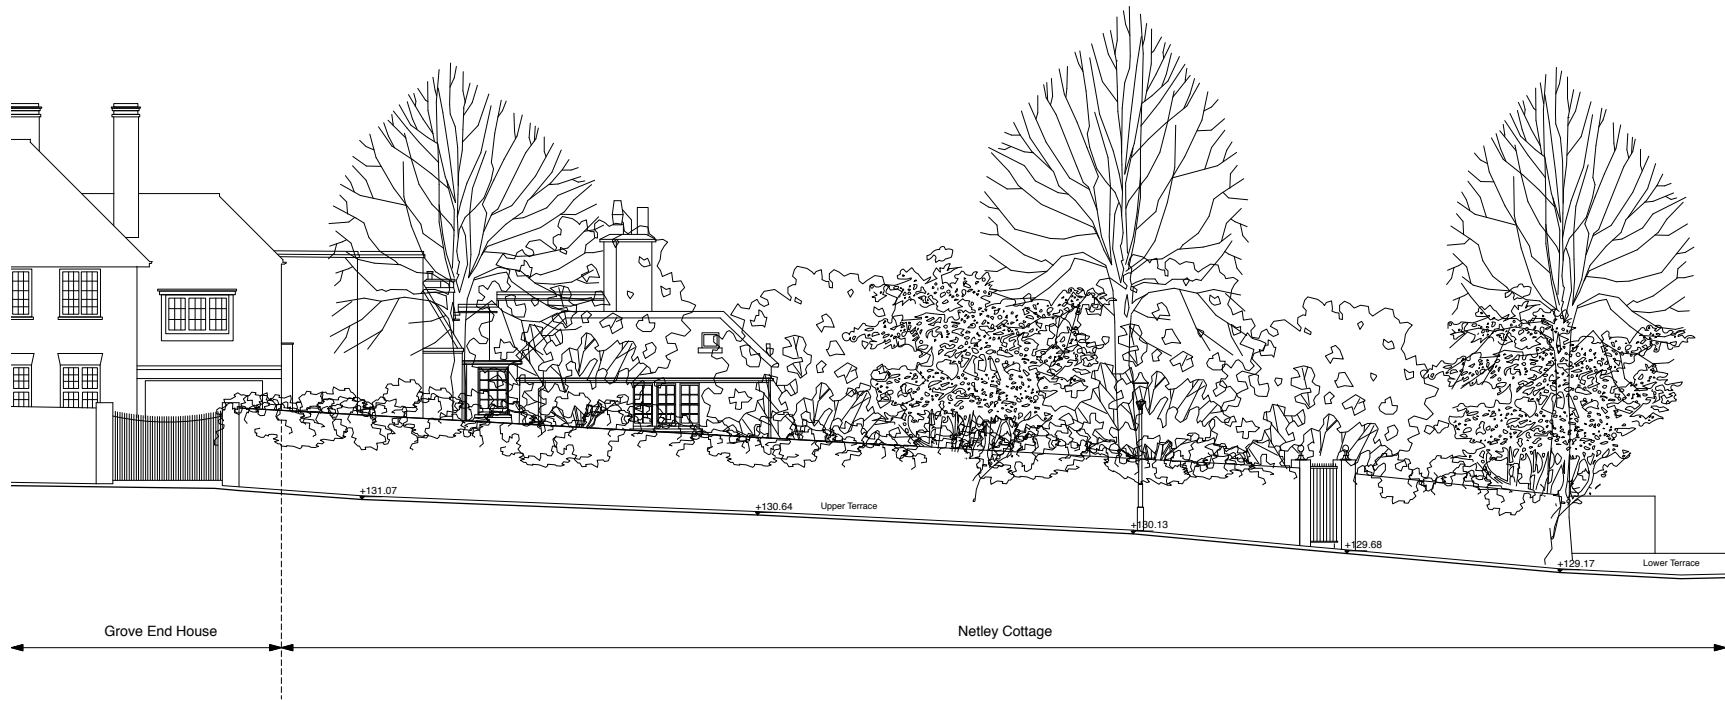 +131.07
+130.64
Upper Terrace
+130.13
+129.68
+129.17
Lower Terrace
Grove End House
Netley Cottage